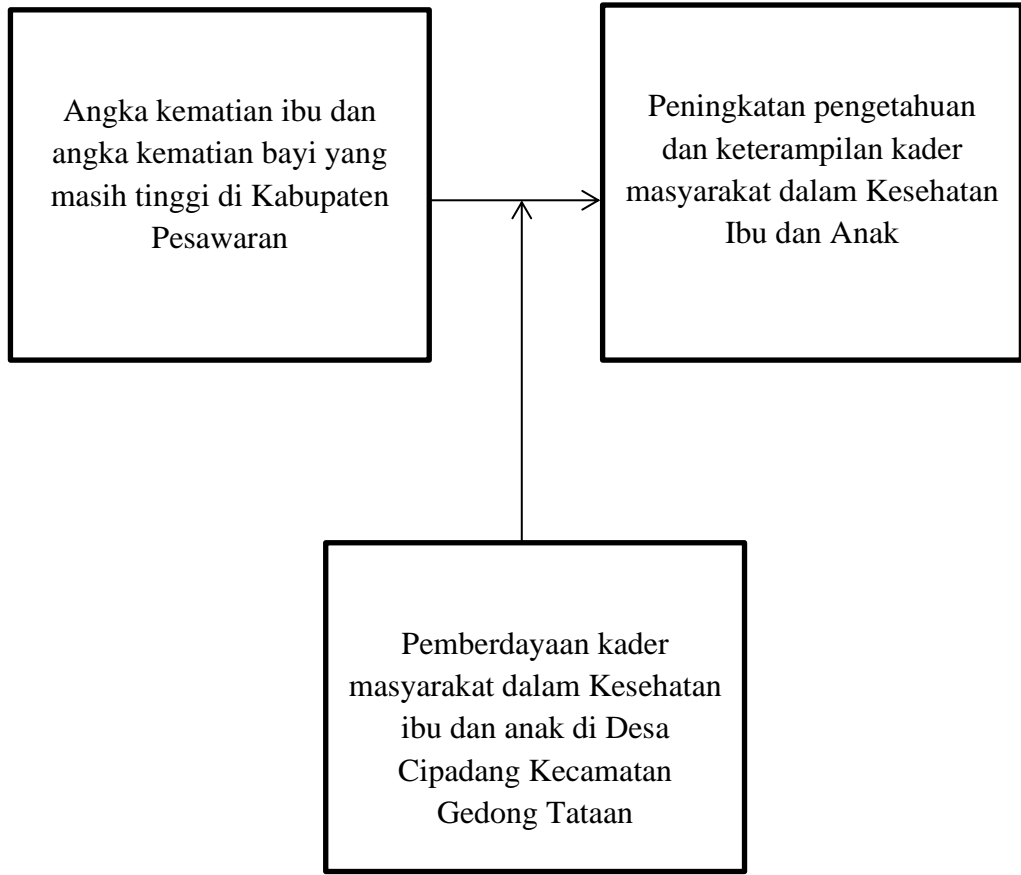 Angka kematian ibu dan
angka kematian bayi yang
masih tinggi di Kabupaten
Pesawaran
Peningkatan pengetahuan
dan keterampilan kader
masyarakat dalam Kesehatan
Ibu dan Anak
Pemberdayaan kader
masyarakat dalam Kesehatan
ibu dan anak di Desa
Cipadang Kecamatan
Gedong Tataan